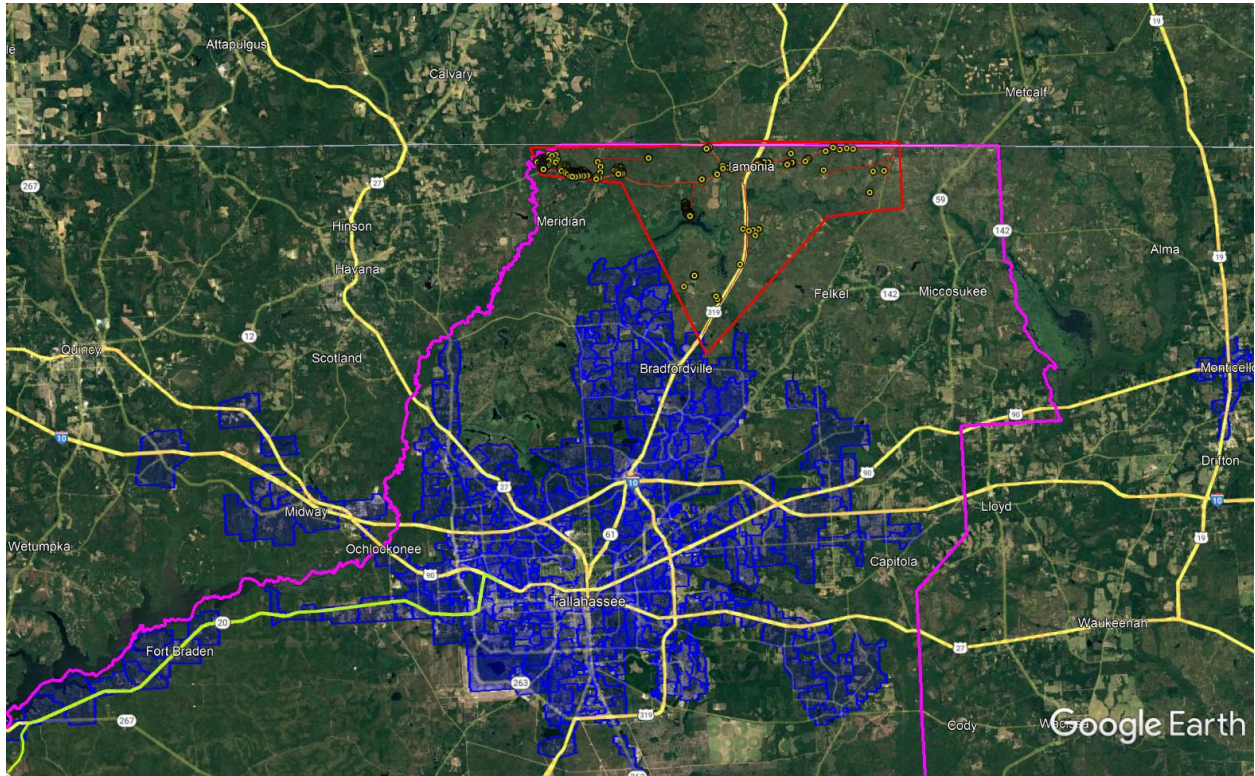 19
Attapulgus
Calvary
Metcalf
267
27
Iamonia
59
Hinson
Meridian
142
Alma
19
Havana
Felkel
142
Miccosukee
319
12
Quincy
Scotland
Bradfordville
Monticello
90
10
90
Drifton
27
10
10
Midway
Lloyd
19
61
Wetumpka
Ochlockonee
90
Capitola
Tallahassee
20
Waukeenah
Fort Braden
27
263
267
319
Cody
Google Earth